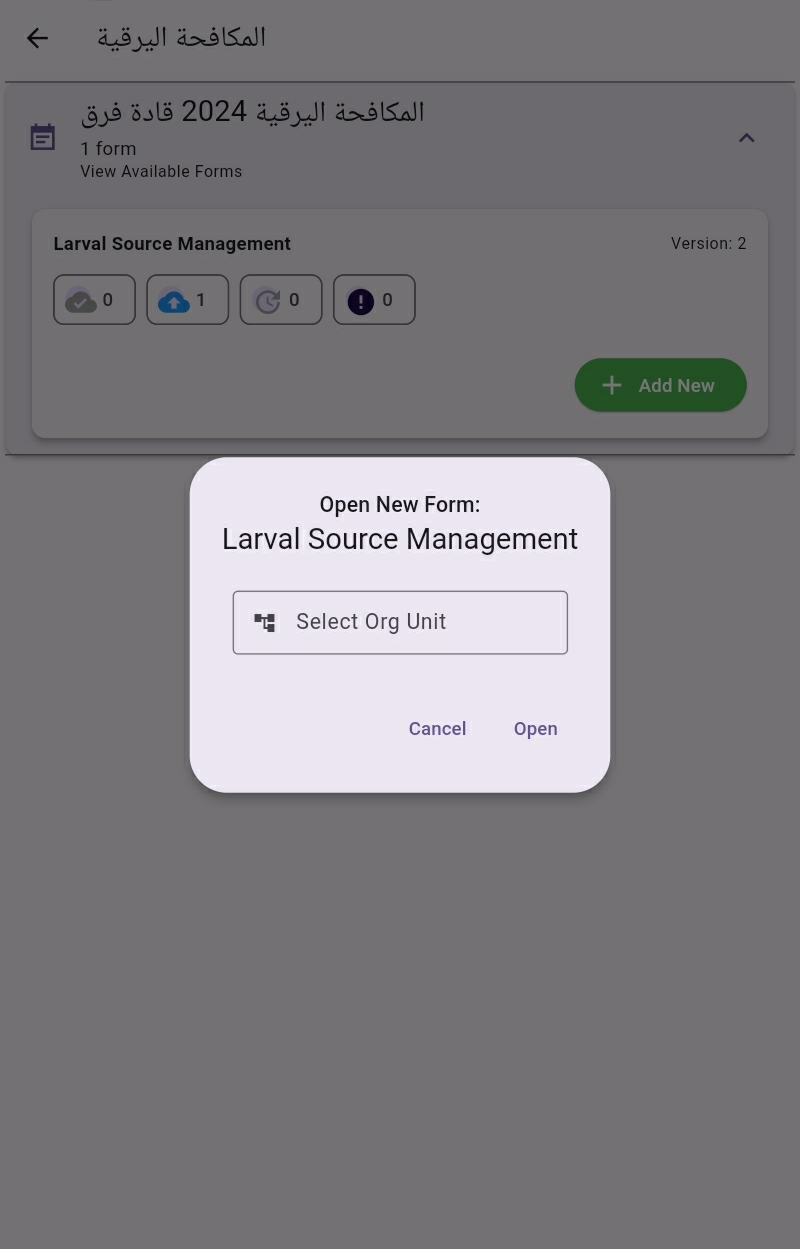 المكافحة اليرقية
المكافحة اليرقية 2024 قادة فرق
1 form
View Available Forms
Larval Source Management
Version: 2
0
1
0
0
Add New
Open New Form:
Larval Source Management
Select Org Unit
Cancel
Open